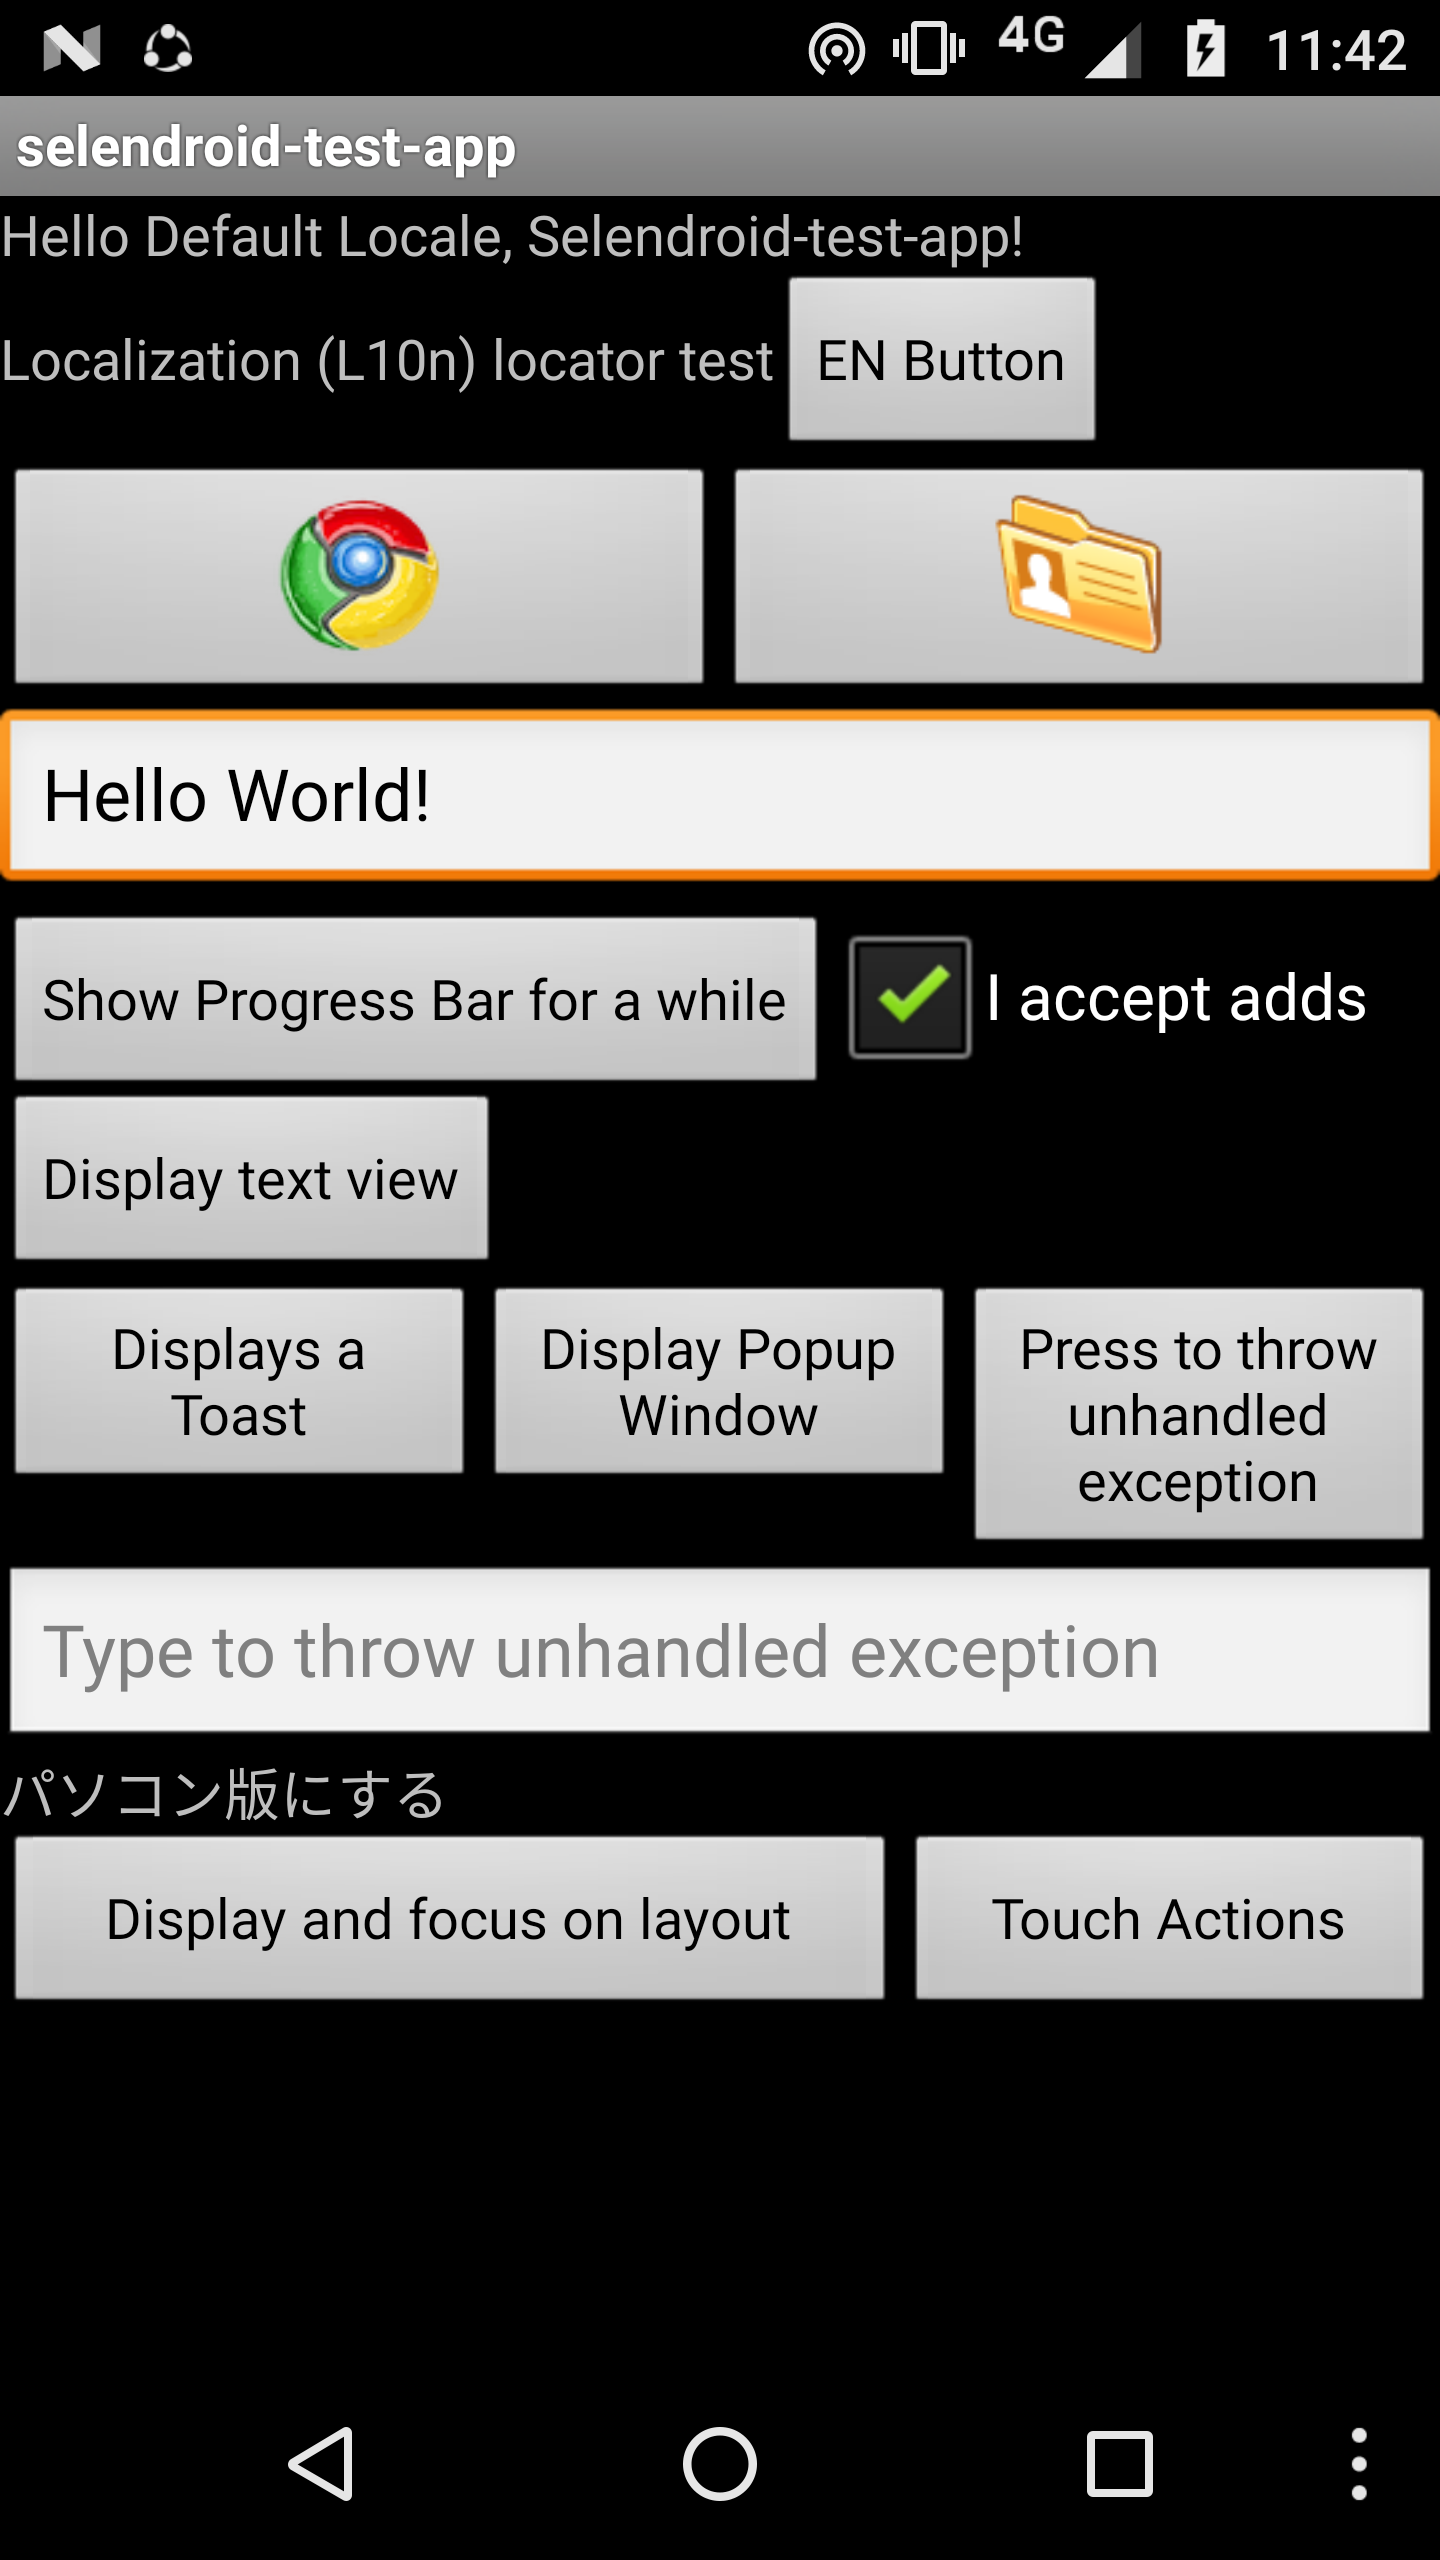 4G 11:42
selendroid-test-app
Hello Default Locale, Selendroid-test-app!
Localization (L10n) locator test EN Button
Hello World!
Show Progress Bar for a while I accept adds
Display text view
Displays a
Toast
Display Popup
Window
Press to throw
unhandled
exception
Type to throw unhandled exception
パソコン版にする
Display and focus on layout Touch Actions